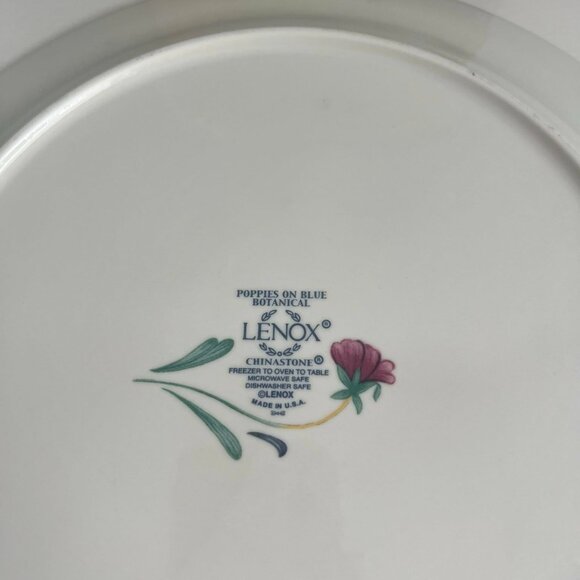 POPPIES ON BLUE
BOTANICAL
LENOX®
CHINASTONE®
FREEZER TO OVEN TO TABLE
MICROWAVE SAFE
DISHWASHER SAFE
©LENOX
MADE IN U.S.A.